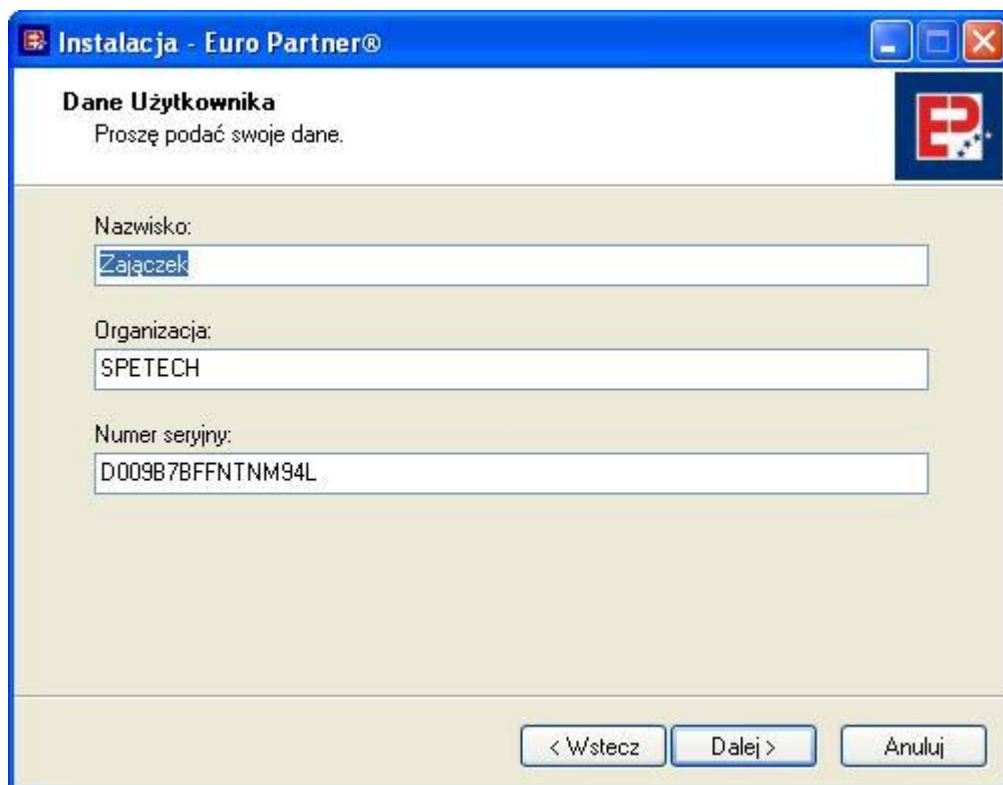 Instalacja - Euro Partner®
Dane Użytkownika
Proszę podać swoje dane.
EP
Nazwisko:
Zajączek
Organizacja:
SPETECH
Numer seryjny:
D009B7BFFNTNM94L
< Wstecz
Dalej >
Anuluj